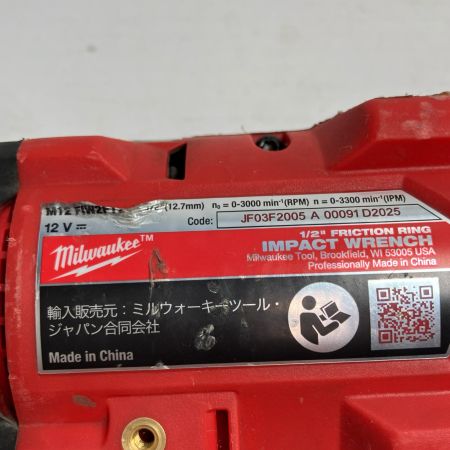 M12 1/2"(12.7mm) n₀ = 0-3000 min⁻¹(RPM) n = 0-3300 min⁻¹(IPM)
12 V⎓ Code: JF03F2005 A 00091 D2025
Milwaukee™
1/2" FRICTION RING
IMPACT WRENCH
Milwaukee Tool, Brookfield, WI 53005 USA
Professionally Made in China
輸入販売元：ミルウォーキーツール・
ジャパン合同会社
Made in China